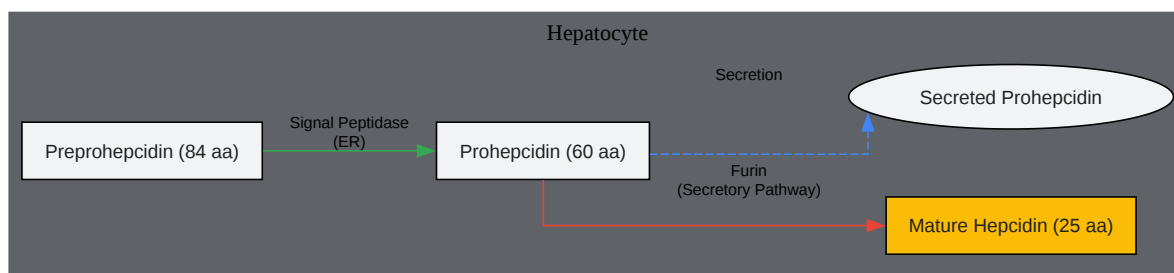 Hepatocyte
Secretion
Secreted Prohepcidin
Signal Peptidase
(ER)
Preprohepcidin (84 aa)
Prohepcidin (60 aa)
Furin
(Secretory Pathway)
Mature Hepcidin (25 aa)